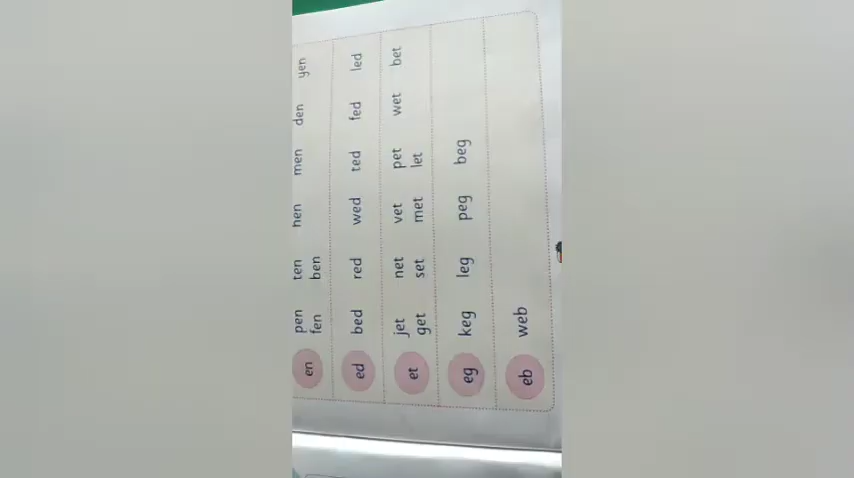 en pen ten hen men den yen
fen ben
ed bed red wed ted fed led
et jet net vet pet wet bet
get set met let
eg keg leg peg beg
eb web